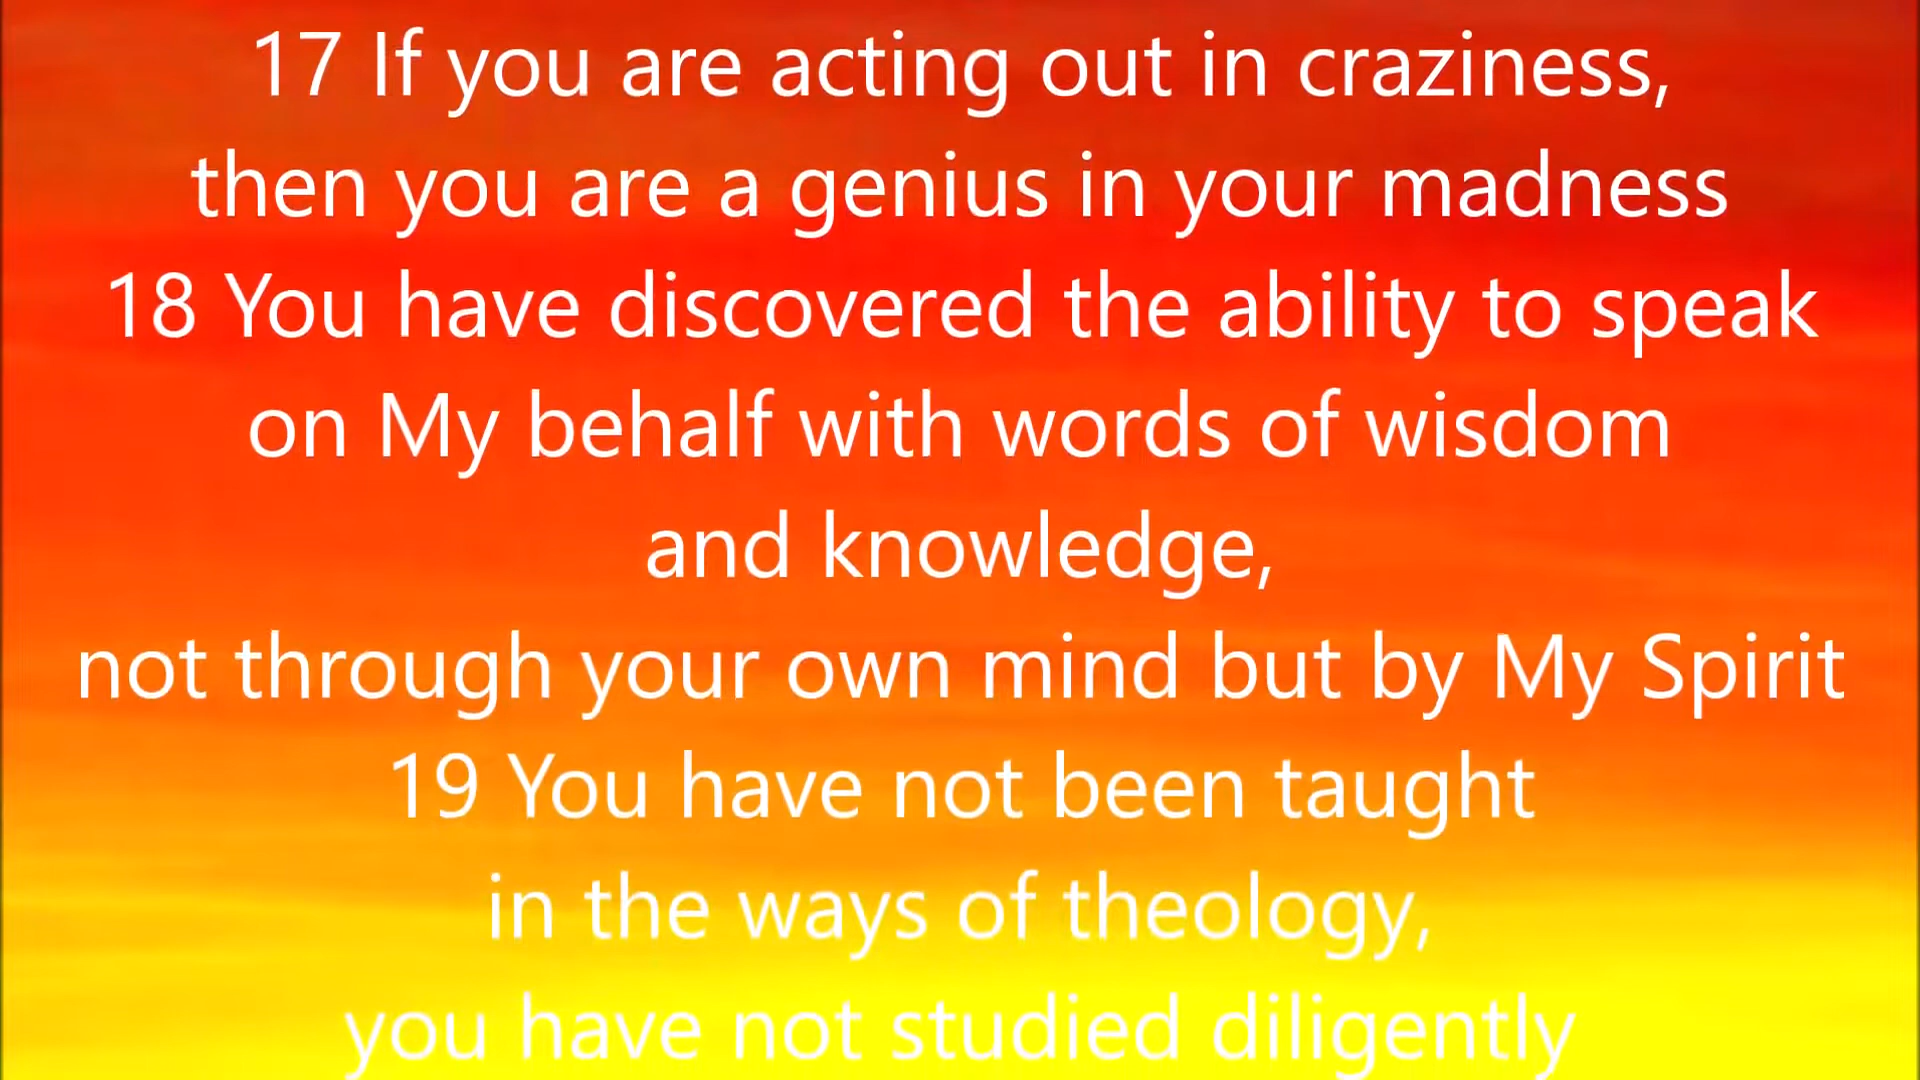 17 If you are acting out in craziness,
then you are a genius in your madness
18 You have discovered the ability to speak
on My behalf with words of wisdom
and knowledge,
not through your own mind but by My Spirit
19 You have not been taught
in the ways of theology,
you have not studied diligently